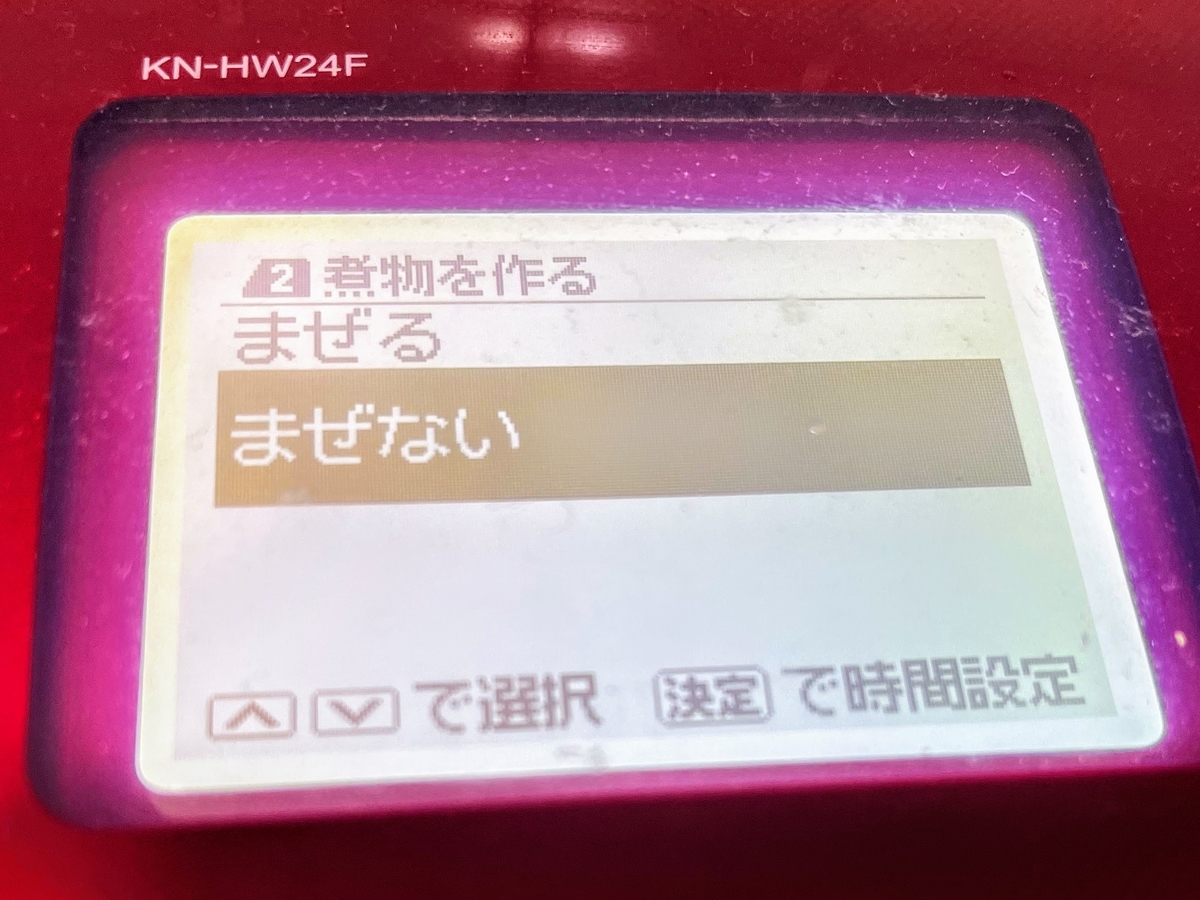 KN-HW24F
2 煮物を作る
まぜる
まぜない
∧ ∨ で選択 決定 で時間設定